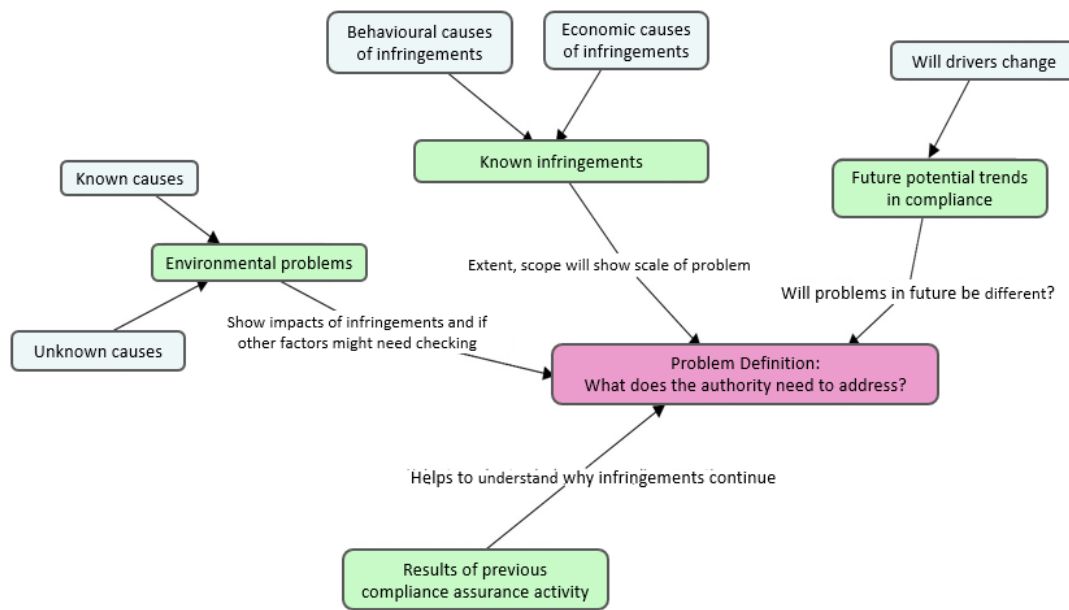 Behavioural causes
of infringements
Economic causes
of infringements
Will drivers change
Known infringements
Known causes
Future potential trends
in compliance
Environmental problems
Extent, scope will show scale of problem
Will problems in future be different?
Show impacts of infringements and if
other factors might need checking
Unknown causes
Problem Definition:
What does the authority need to address?
Helps to understand why infringements continue
Results of previous
compliance assurance activity